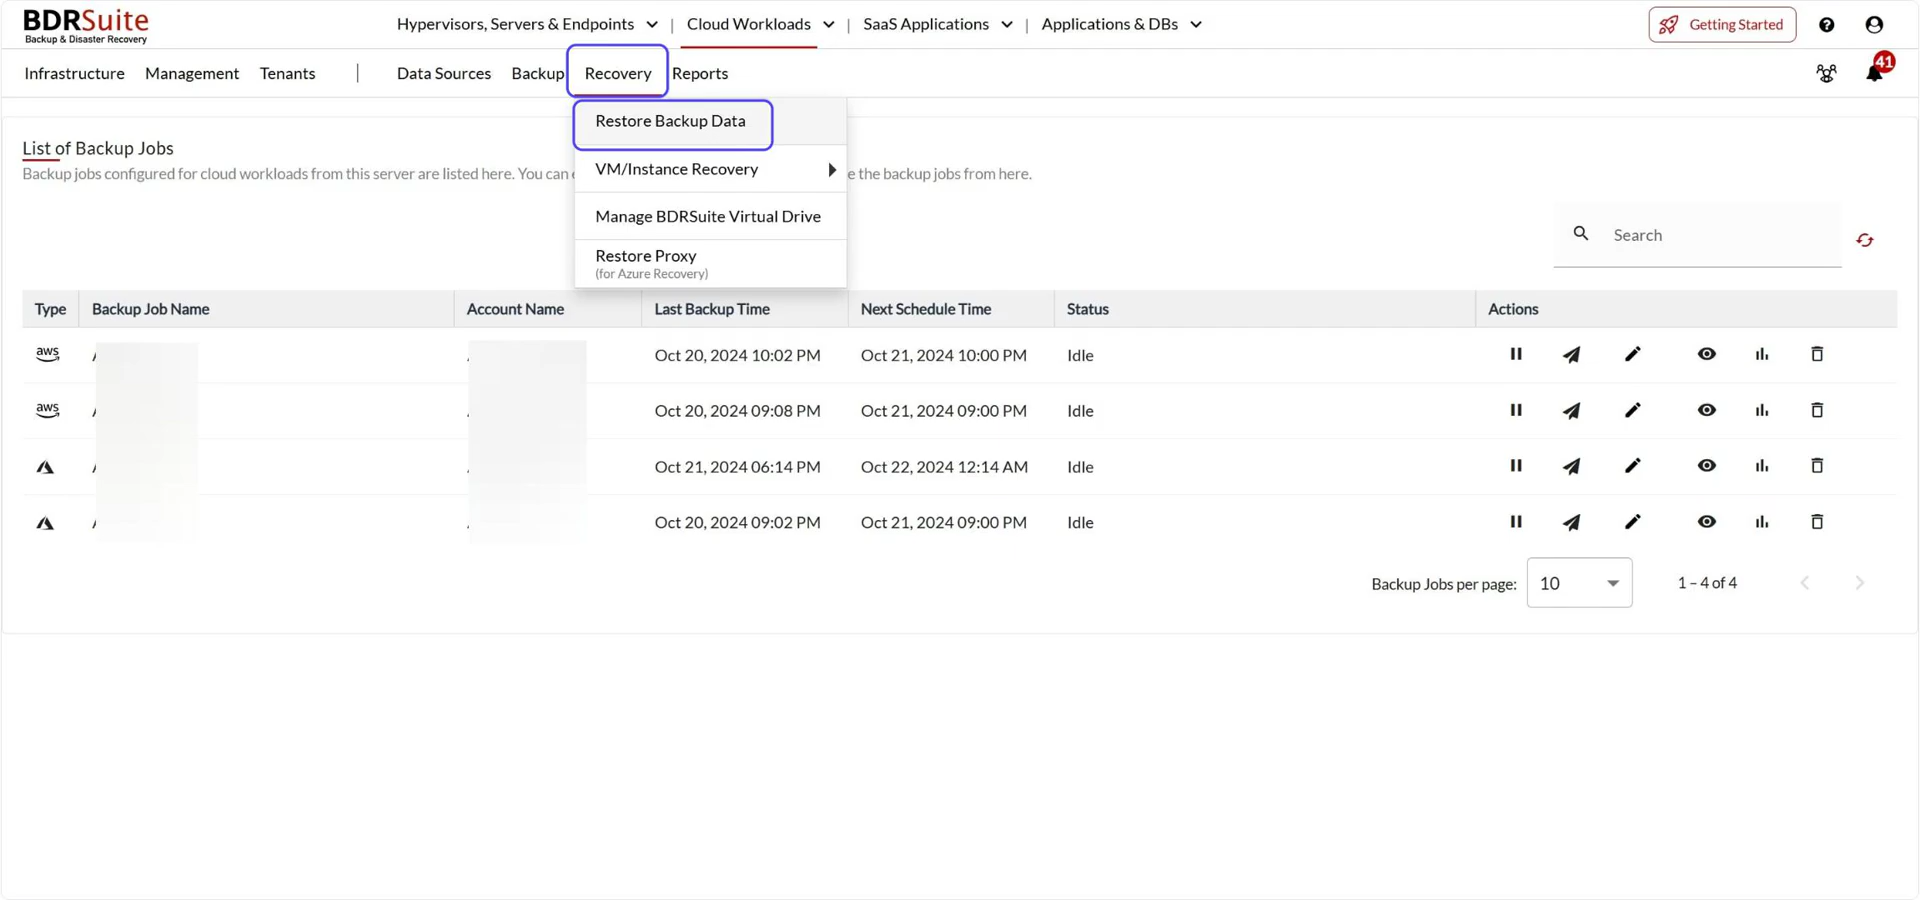 BDRSuite
Backup & Disaster Recovery
Hypervisors, Servers & Endpoints | Cloud Workloads | SaaS Applications | Applications & DBs
Getting Started
Infrastructure Management Tenants | Data Sources Backup Recovery Reports
41
Restore Backup Data
List of Backup Jobs
VM/Instance Recovery
Backup jobs configured for cloud workloads from this server are listed here. You can e the backup jobs from here.
Manage BDRSuite Virtual Drive
Search
Restore Proxy
(for Azure Recovery)
Type Backup Job Name Account Name Last Backup Time Next Schedule Time Status Actions
aws Oct 20, 2024 10:02 PM Oct 21, 2024 10:00 PM Idle
aws Oct 20, 2024 09:08 PM Oct 21, 2024 09:00 PM Idle
Oct 21, 2024 06:14 PM Oct 22, 2024 12:14 AM Idle
Oct 20, 2024 09:02 PM Oct 21, 2024 09:00 PM Idle
Backup Jobs per page: 10 1 – 4 of 4